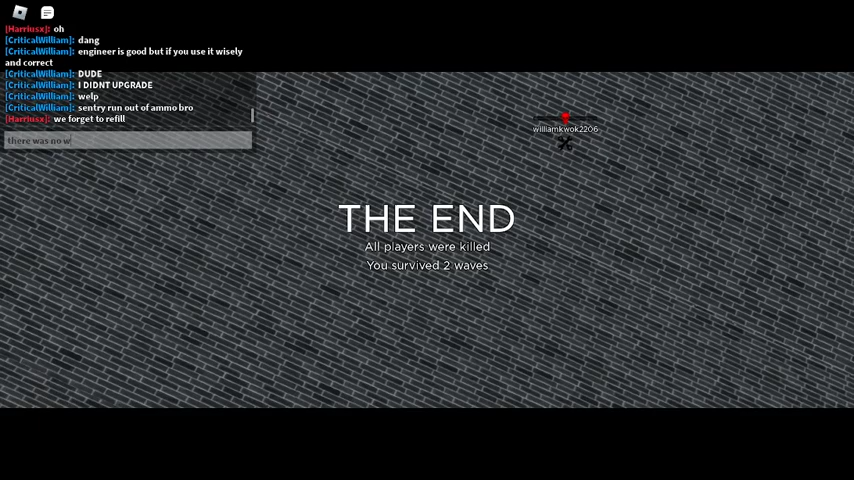 [Harriusx]: oh
[CriticalWilliam]: dang
[CriticalWilliam]: engineer is good but if you use it wisely
and correct
[CriticalWilliam]: DUDE
[CriticalWilliam]: I DIDNT UPGRADE
[CriticalWilliam]: welp
[CriticalWilliam]: sentry run out of ammo bro
[Harriusx]: we forget to refill
there was no w
williamkwok2206
THE END
All players were killed
You survived 2 waves